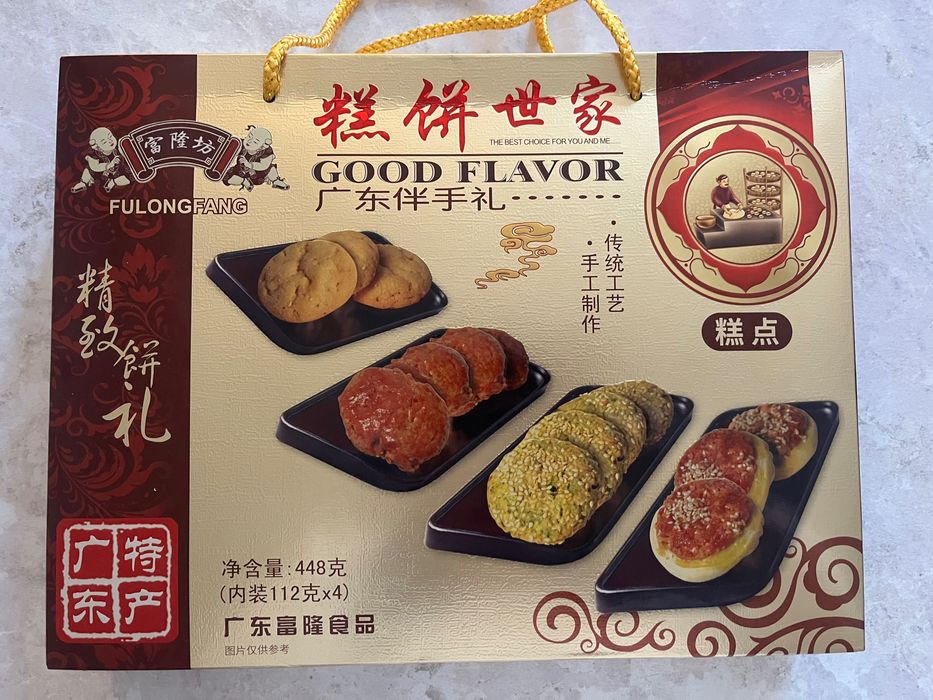 富隆坊
FULONGFANG
精致饼礼
广东
特产
糕饼世家
THE BEST CHOICE FOR YOU AND ME....
GOOD FLAVOR
广东伴手礼·······
·传统工艺
·手工制作
糕点
净含量:448克
(内装112克x4)
广东富隆食品
图片仅供参考